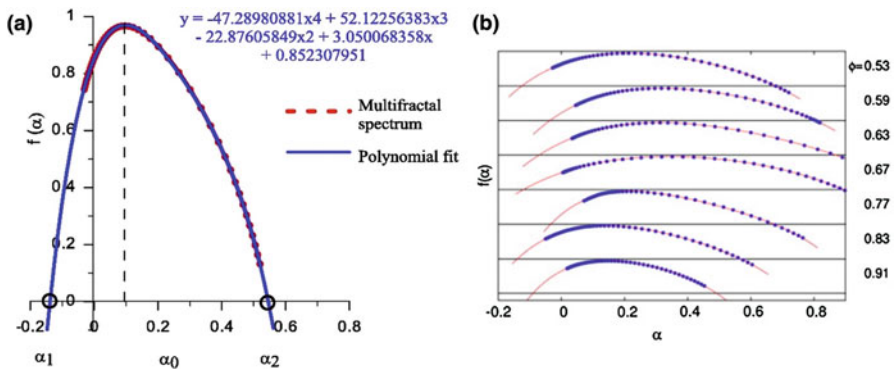 (a)
y = -47.28980881x4 + 52.12256383x3
- 22.87605849x2 + 3.050068358x
+ 0.852307951
1
0.8
0.6
0.4
0.2
0
f (α)
Multifractal
spectrum
Polynomial fit
-0.2 0 0.2 0.4 0.6 0.8
α1 α0 α2
(b)
ϕ=0.53
0.59
0.63
0.67
0.77
0.83
0.91
f(α)
-0.2 0 0.2 0.4 0.6 0.8
α